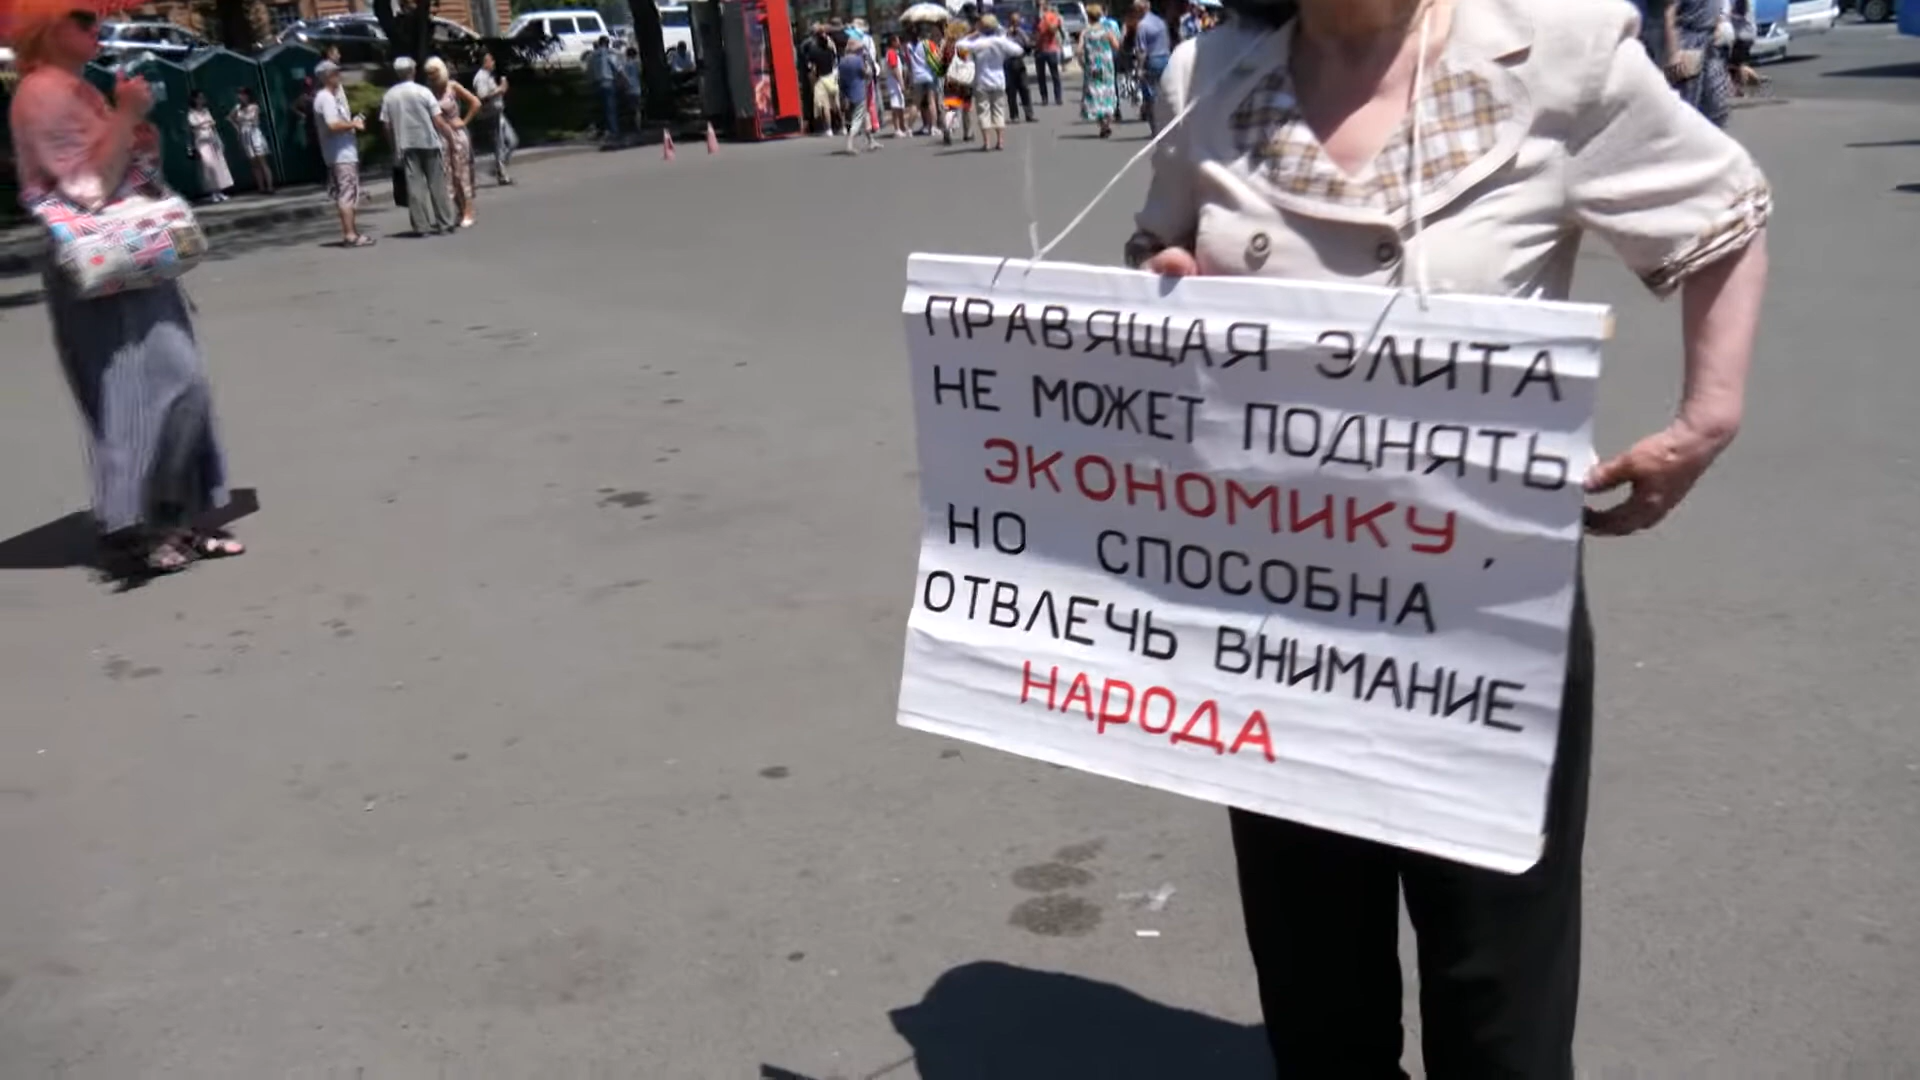 ПРАВЯЩАЯ ЭЛИТА
НЕ МОЖЕТ ПОДНЯТЬ
ЭКОНОМИКУ,
НО СПОСОБНА
ОТВЛЕЧЬ ВНИМАНИЕ
НАРОДА